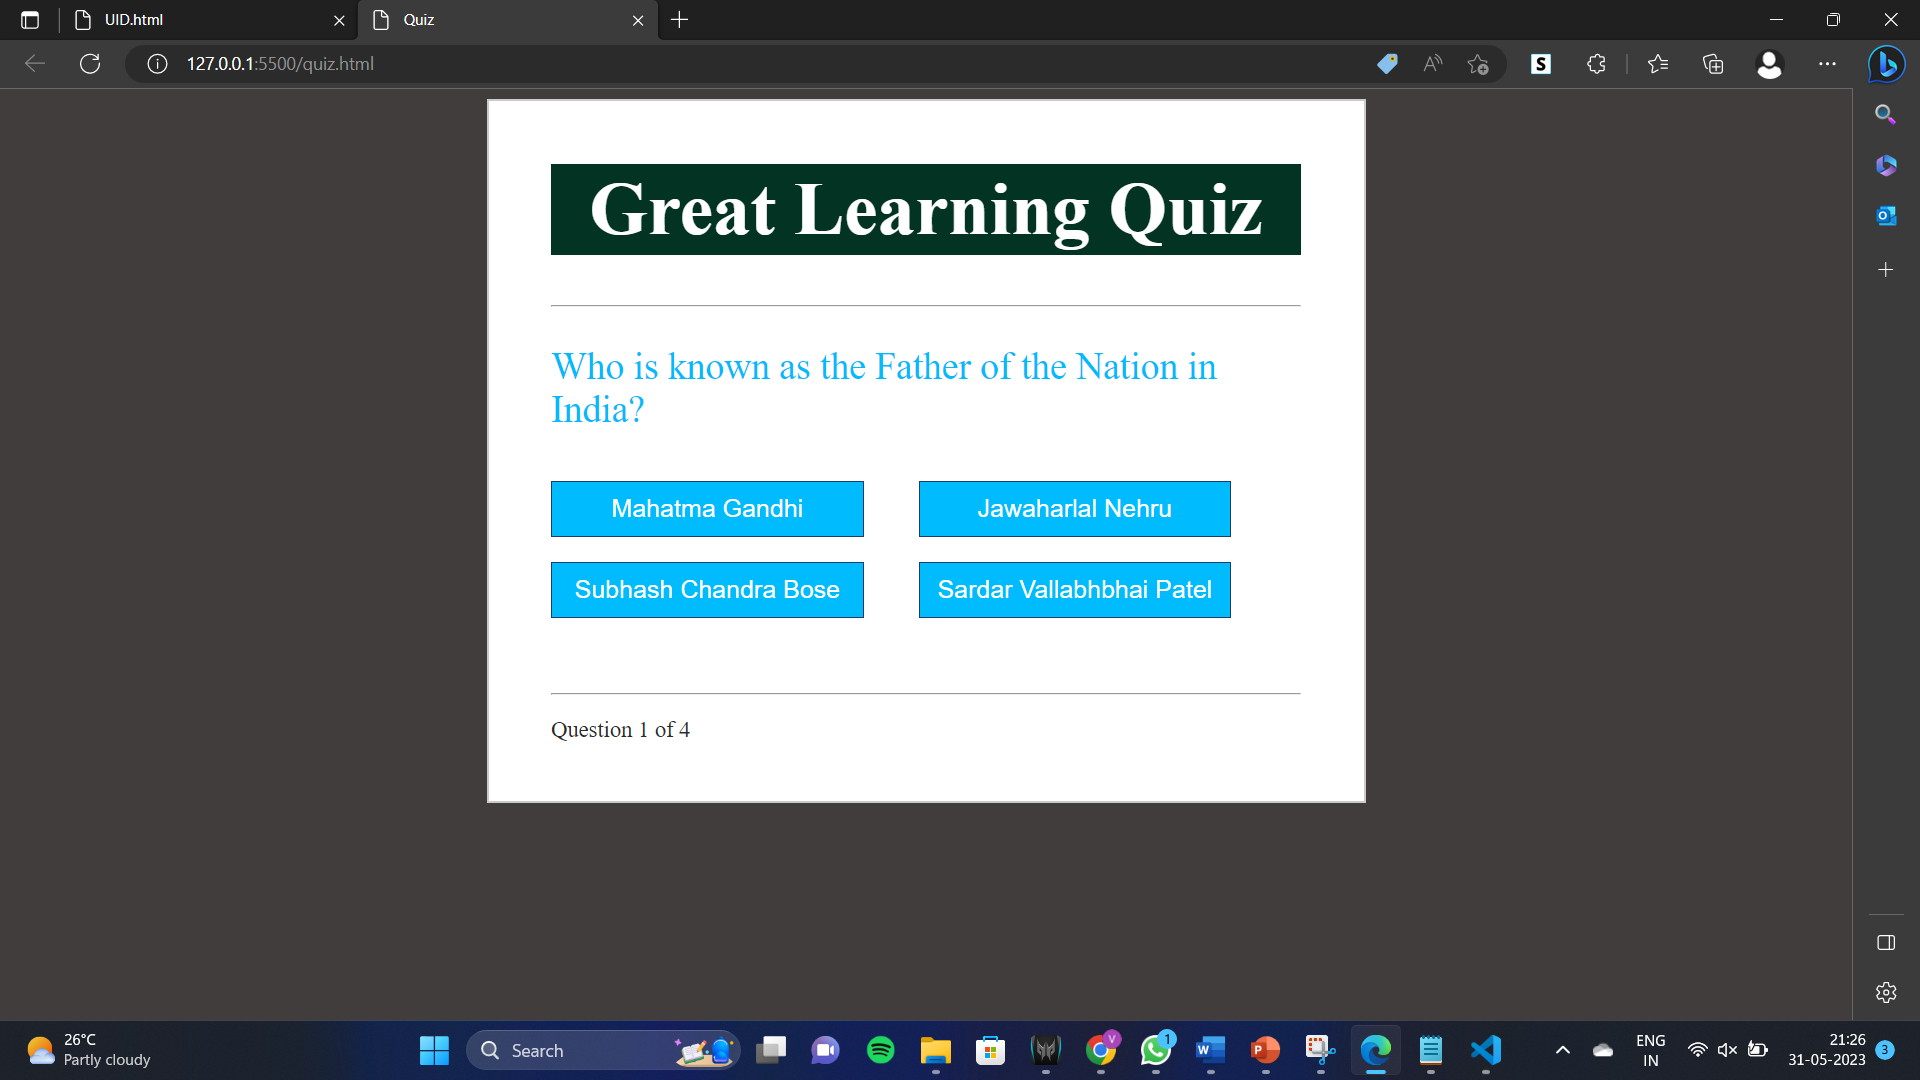 UID.html
Quiz
127.0.0.1:5500/quiz.html
Great Learning Quiz
Who is known as the Father of the Nation in
India?
Mahatma Gandhi
Jawaharlal Nehru
Subhash Chandra Bose
Sardar Vallabhbhai Patel
Question 1 of 4
26°C
Partly cloudy
Search
V
1
ENG
IN
21:26
31-05-2023
3